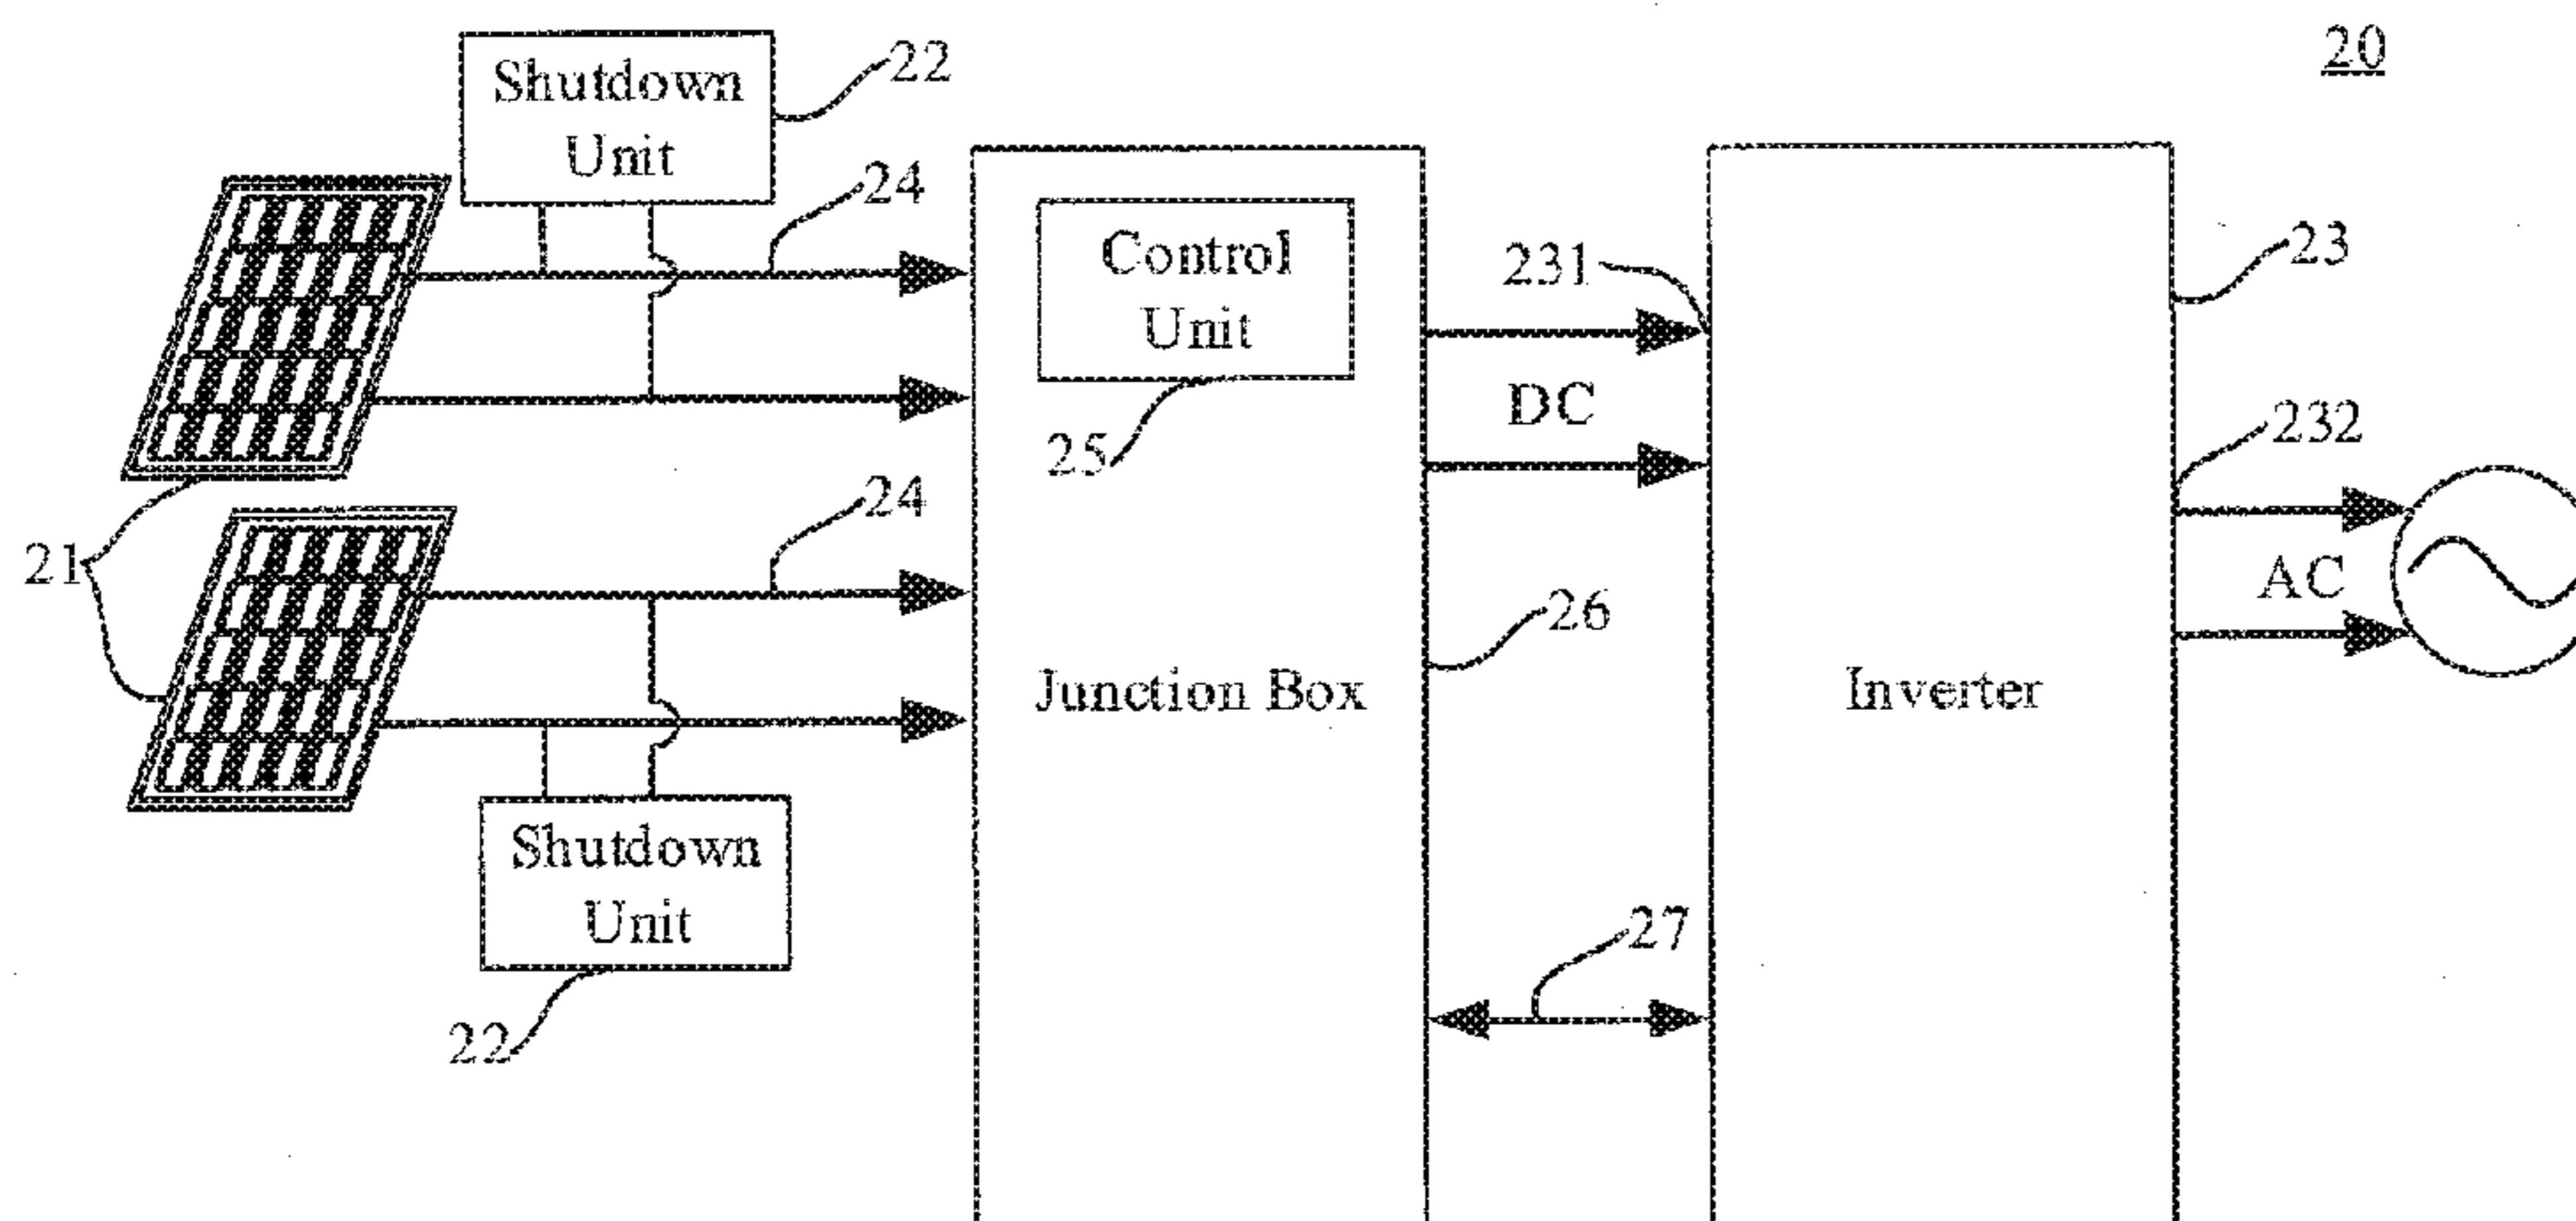 20
Shutdown
Unit
22
24
Control
Unit
25
231
23
DC
232
24
21
AC
26
Junction Box
Inverter
Shutdown
Unit
27
22